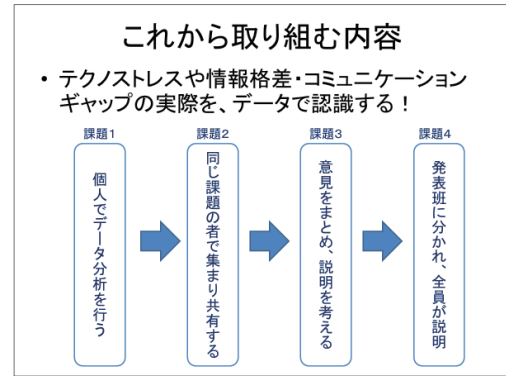 これから取り組む内容
• テクノストレスや情報格差・コミュニケーション
ギャップの実際を、データで認識する！
課題1
個人でデータ分析を行う
課題2
同じ課題の者で集まり共有する
課題3
意見をまとめ、説明を考える
課題4
発表班に分かれ、全員が説明